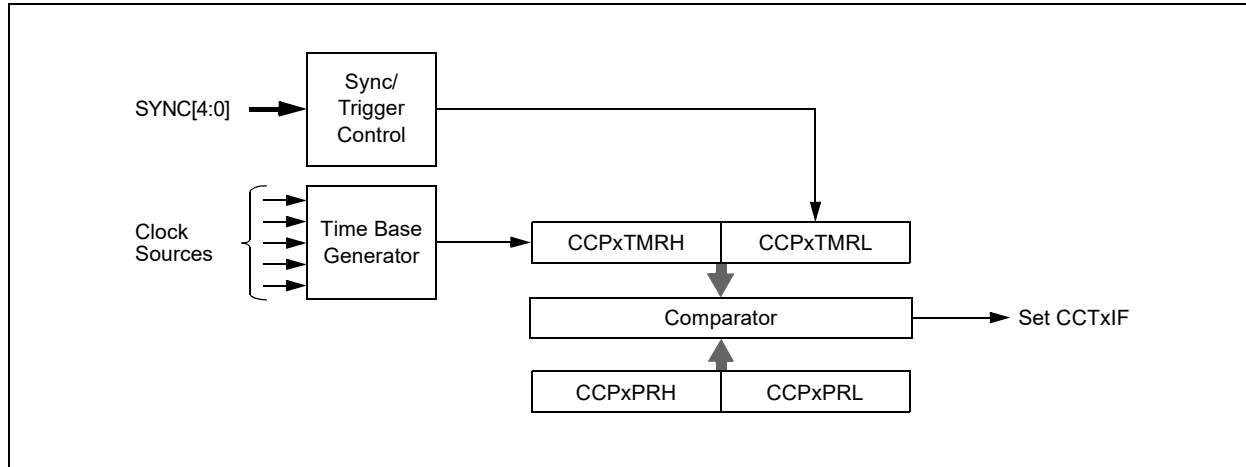 Sync/
Trigger
Control
SYNC[4:0]
Clock
Sources
Time Base
Generator
CCPxTMRH
CCPxTMRL
Comparator
Set CCTxIF
CCPxPRH
CCPxPRL